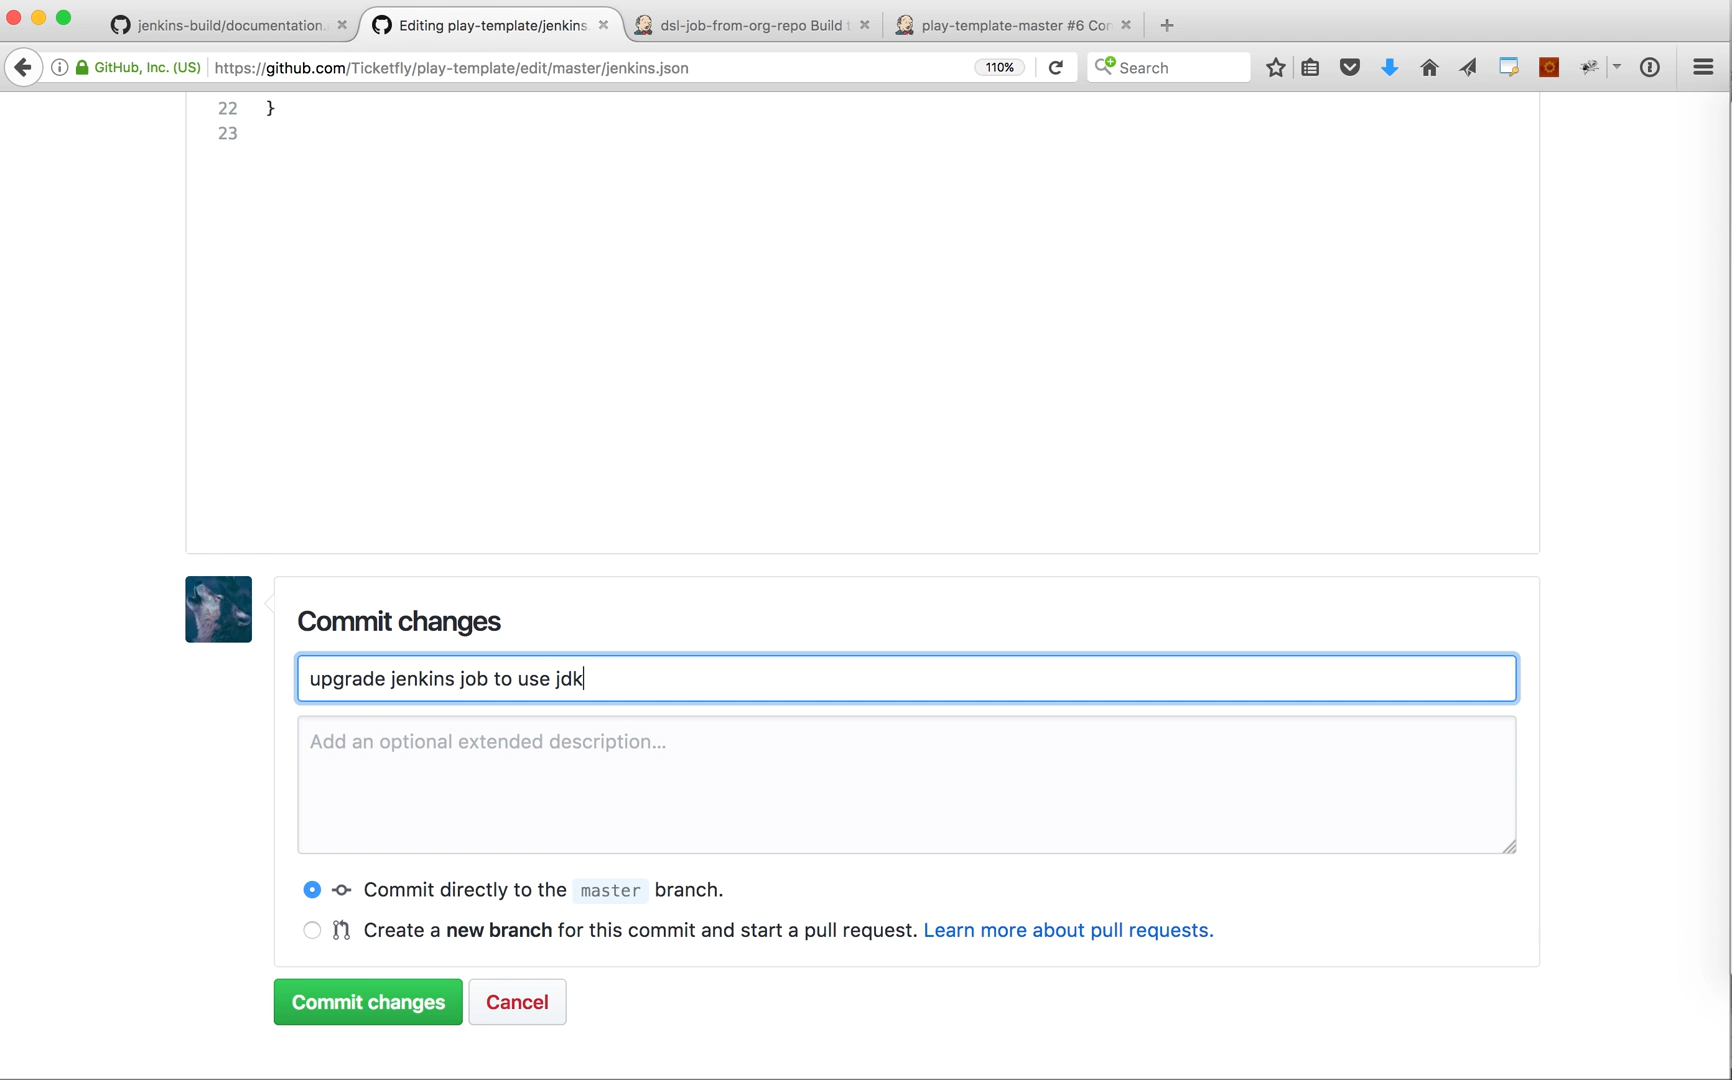 jenkins-build/documentation.
Editing play-template/jenkins.
dsl-job-from-org-repo Build t
play-template-master #6 Con
GitHub, Inc. (US)
https://github.com/Ticketfly/play-template/edit/master/jenkins.json
110%
Search
22 }
23
Commit changes
upgrade jenkins job to use jdk
Add an optional extended description...
Commit directly to the master branch.
Create a new branch for this commit and start a pull request. Learn more about pull requests.
Commit changes
Cancel